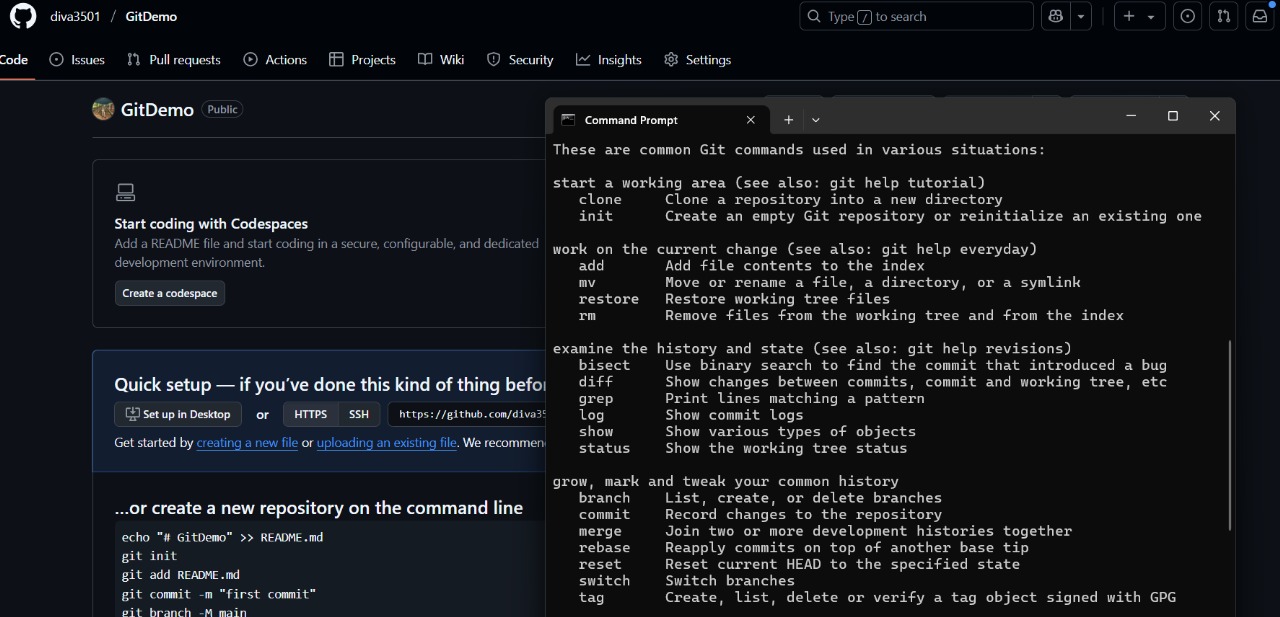 diva3501 / GitDemo
Type / to search
Code Issues Pull requests Actions Projects Wiki Security Insights Settings
GitDemo Public
Start coding with Codespaces
Add a README file and start coding in a secure, configurable, and dedicated
development environment.
Create a codespace
Quick setup — if you've done this kind of thing befor
Set up in Desktop or HTTPS SSH https://github.com/diva35
Get started by creating a new file or uploading an existing file. We recommen
...or create a new repository on the command line
echo "# GitDemo" >> README.md
git init
git add README.md
git commit -m "first commit"
git branch -M main
Command Prompt
These are common Git commands used in various situations:
start a working area (see also: git help tutorial)
clone Clone a repository into a new directory
init Create an empty Git repository or reinitialize an existing one
work on the current change (see also: git help everyday)
add Add file contents to the index
mv Move or rename a file, a directory, or a symlink
restore Restore working tree files
rm Remove files from the working tree and from the index
examine the history and state (see also: git help revisions)
bisect Use binary search to find the commit that introduced a bug
diff Show changes between commits, commit and working tree, etc
grep Print lines matching a pattern
log Show commit logs
show Show various types of objects
status Show the working tree status
grow, mark and tweak your common history
branch List, create, or delete branches
commit Record changes to the repository
merge Join two or more development histories together
rebase Reapply commits on top of another base tip
reset Reset current HEAD to the specified state
switch Switch branches
tag Create, list, delete or verify a tag object signed with GPG